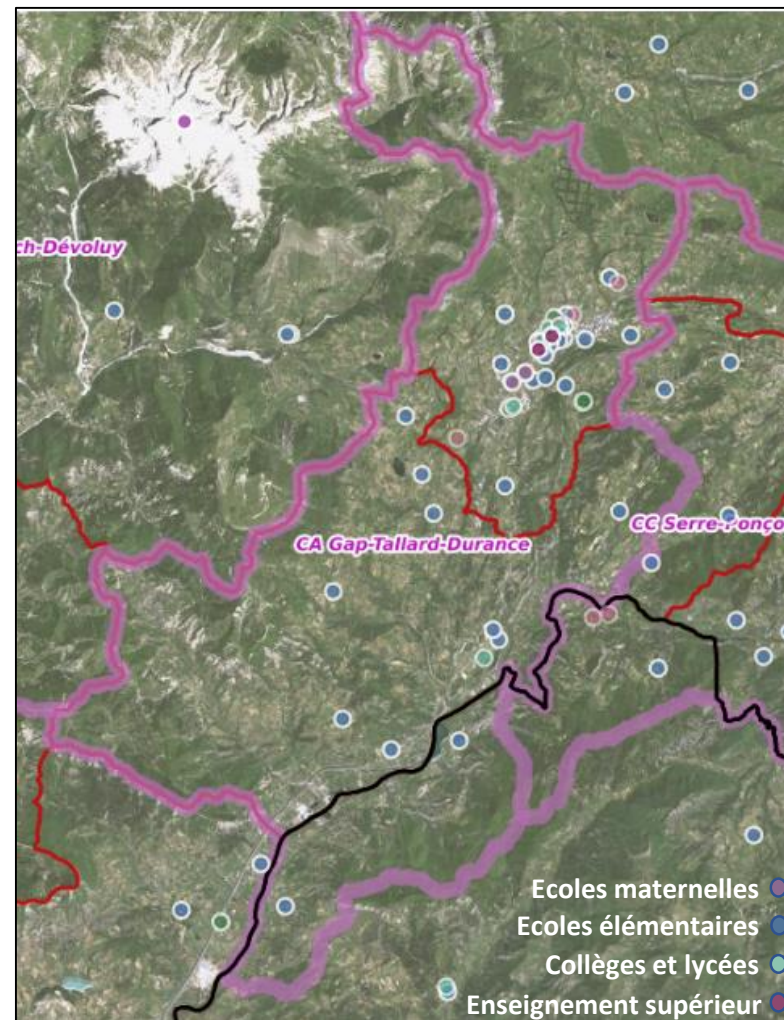 ch-Dévoluy
CC Serre-Ponço
CA Gap-Tallard-Durance
Ecoles maternelles
Ecoles élémentaires
Collèges et lycées
Enseignement supérieur